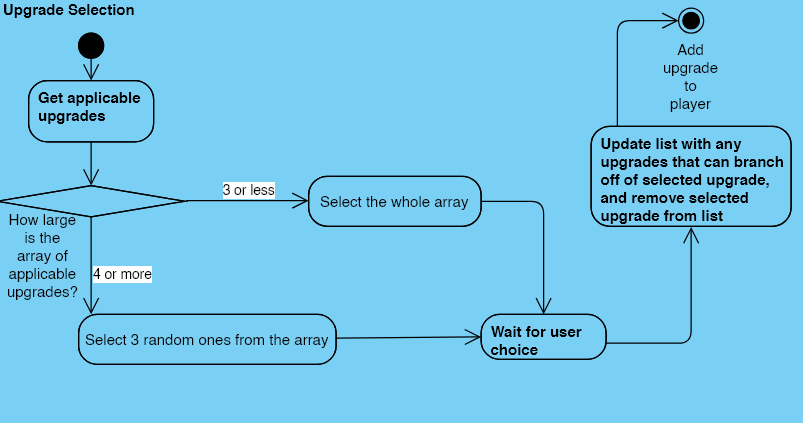 Upgrade Selection
Get applicable
upgrades
How large
is the
array of
applicable
upgrades?
3 or less
4 or more
Select the whole array
Select 3 random ones from the array
Wait for user
choice
Update list with any
upgrades that can branch
off of selected upgrade,
and remove selected
upgrade from list
Add
upgrade
to
player